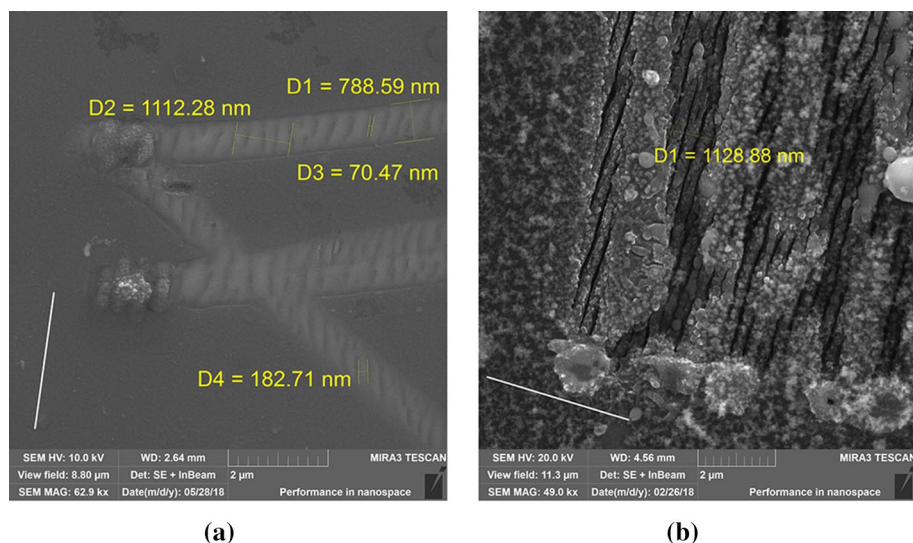 D1 = 788.59 nm
D2 = 1112.28 nm
D3 = 70.47 nm
D4 = 182.71 nm
SEM HV: 10.0 kV WD: 2.64 mm MIRA3 TESCAN
View field: 8.80 µm Det: SE + InBeam 2 µm
SEM MAG: 62.9 kx Date(m/d/y): 05/28/18 Performance in nanospace
(a)
D1 = 1128.88 nm
SEM HV: 20.0 kV WD: 4.56 mm MIRA3 TESCAN
View field: 11.3 µm Det: SE + InBeam 2 µm
SEM MAG: 49.0 kx Date(m/d/y): 02/26/18 Performance in nanospace
(b)